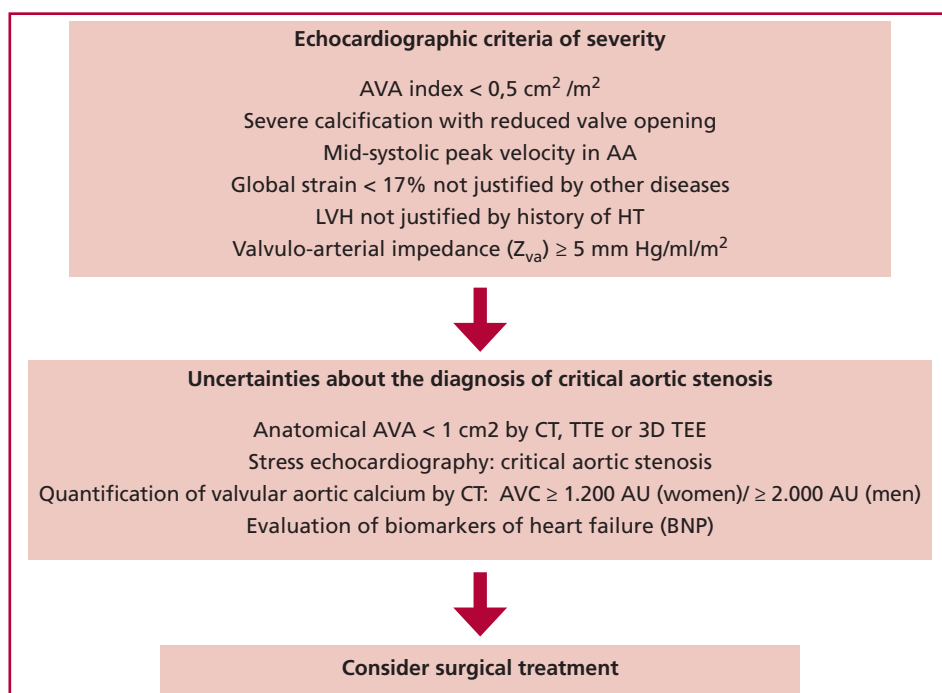 Echocardiographic criteria of severity
AVA index < 0,5 cm² /m²
Severe calcification with reduced valve opening
Mid-systolic peak velocity in AA
Global strain < 17% not justified by other diseases
LVH not justified by history of HT
Valvulo-arterial impedance (Zva) ≥ 5 mm Hg/ml/m²
Uncertainties about the diagnosis of critical aortic stenosis
Anatomical AVA < 1 cm2 by CT, TTE or 3D TEE
Stress echocardiography: critical aortic stenosis
Quantification of valvular aortic calcium by CT: AVC ≥ 1.200 AU (women)/ ≥ 2.000 AU (men)
Evaluation of biomarkers of heart failure (BNP)
Consider surgical treatment